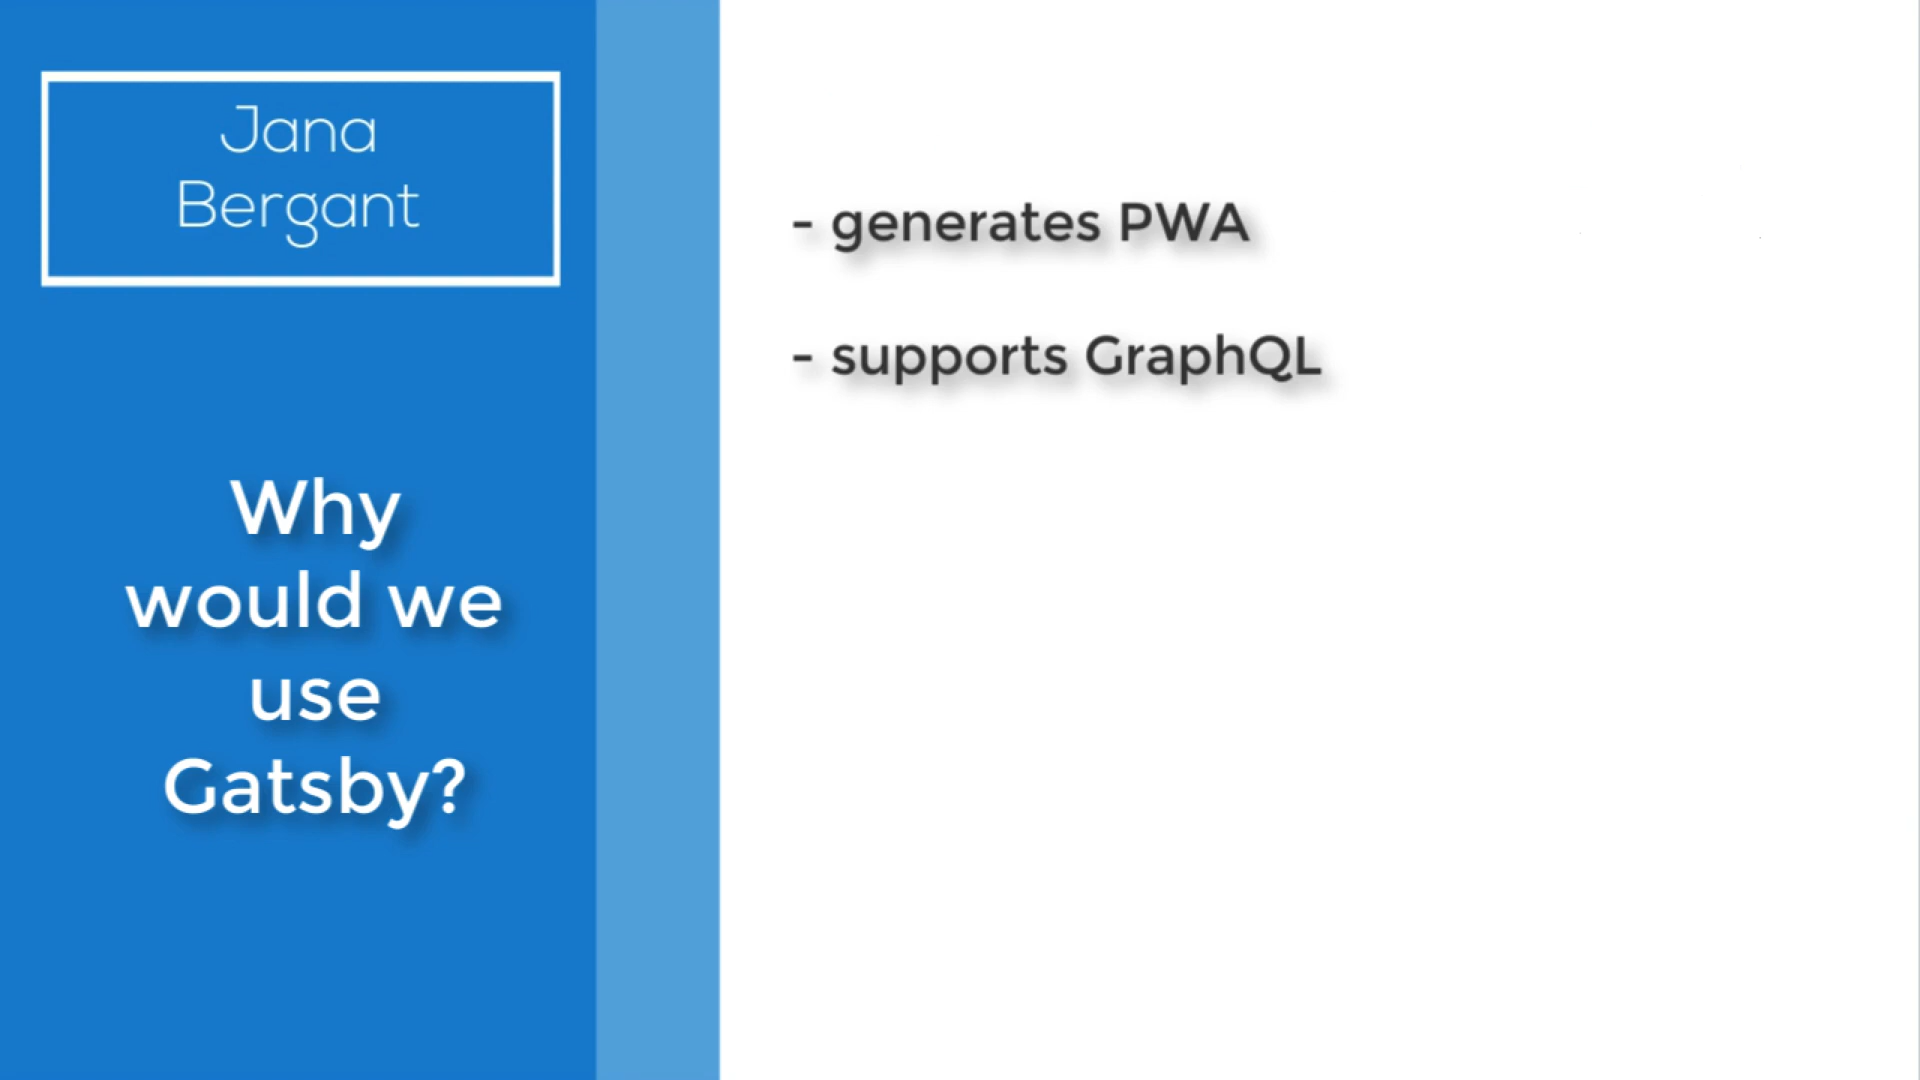 Jana
Bergant
Why
would we
use
Gatsby?
- generates PWA
- supports GraphQL